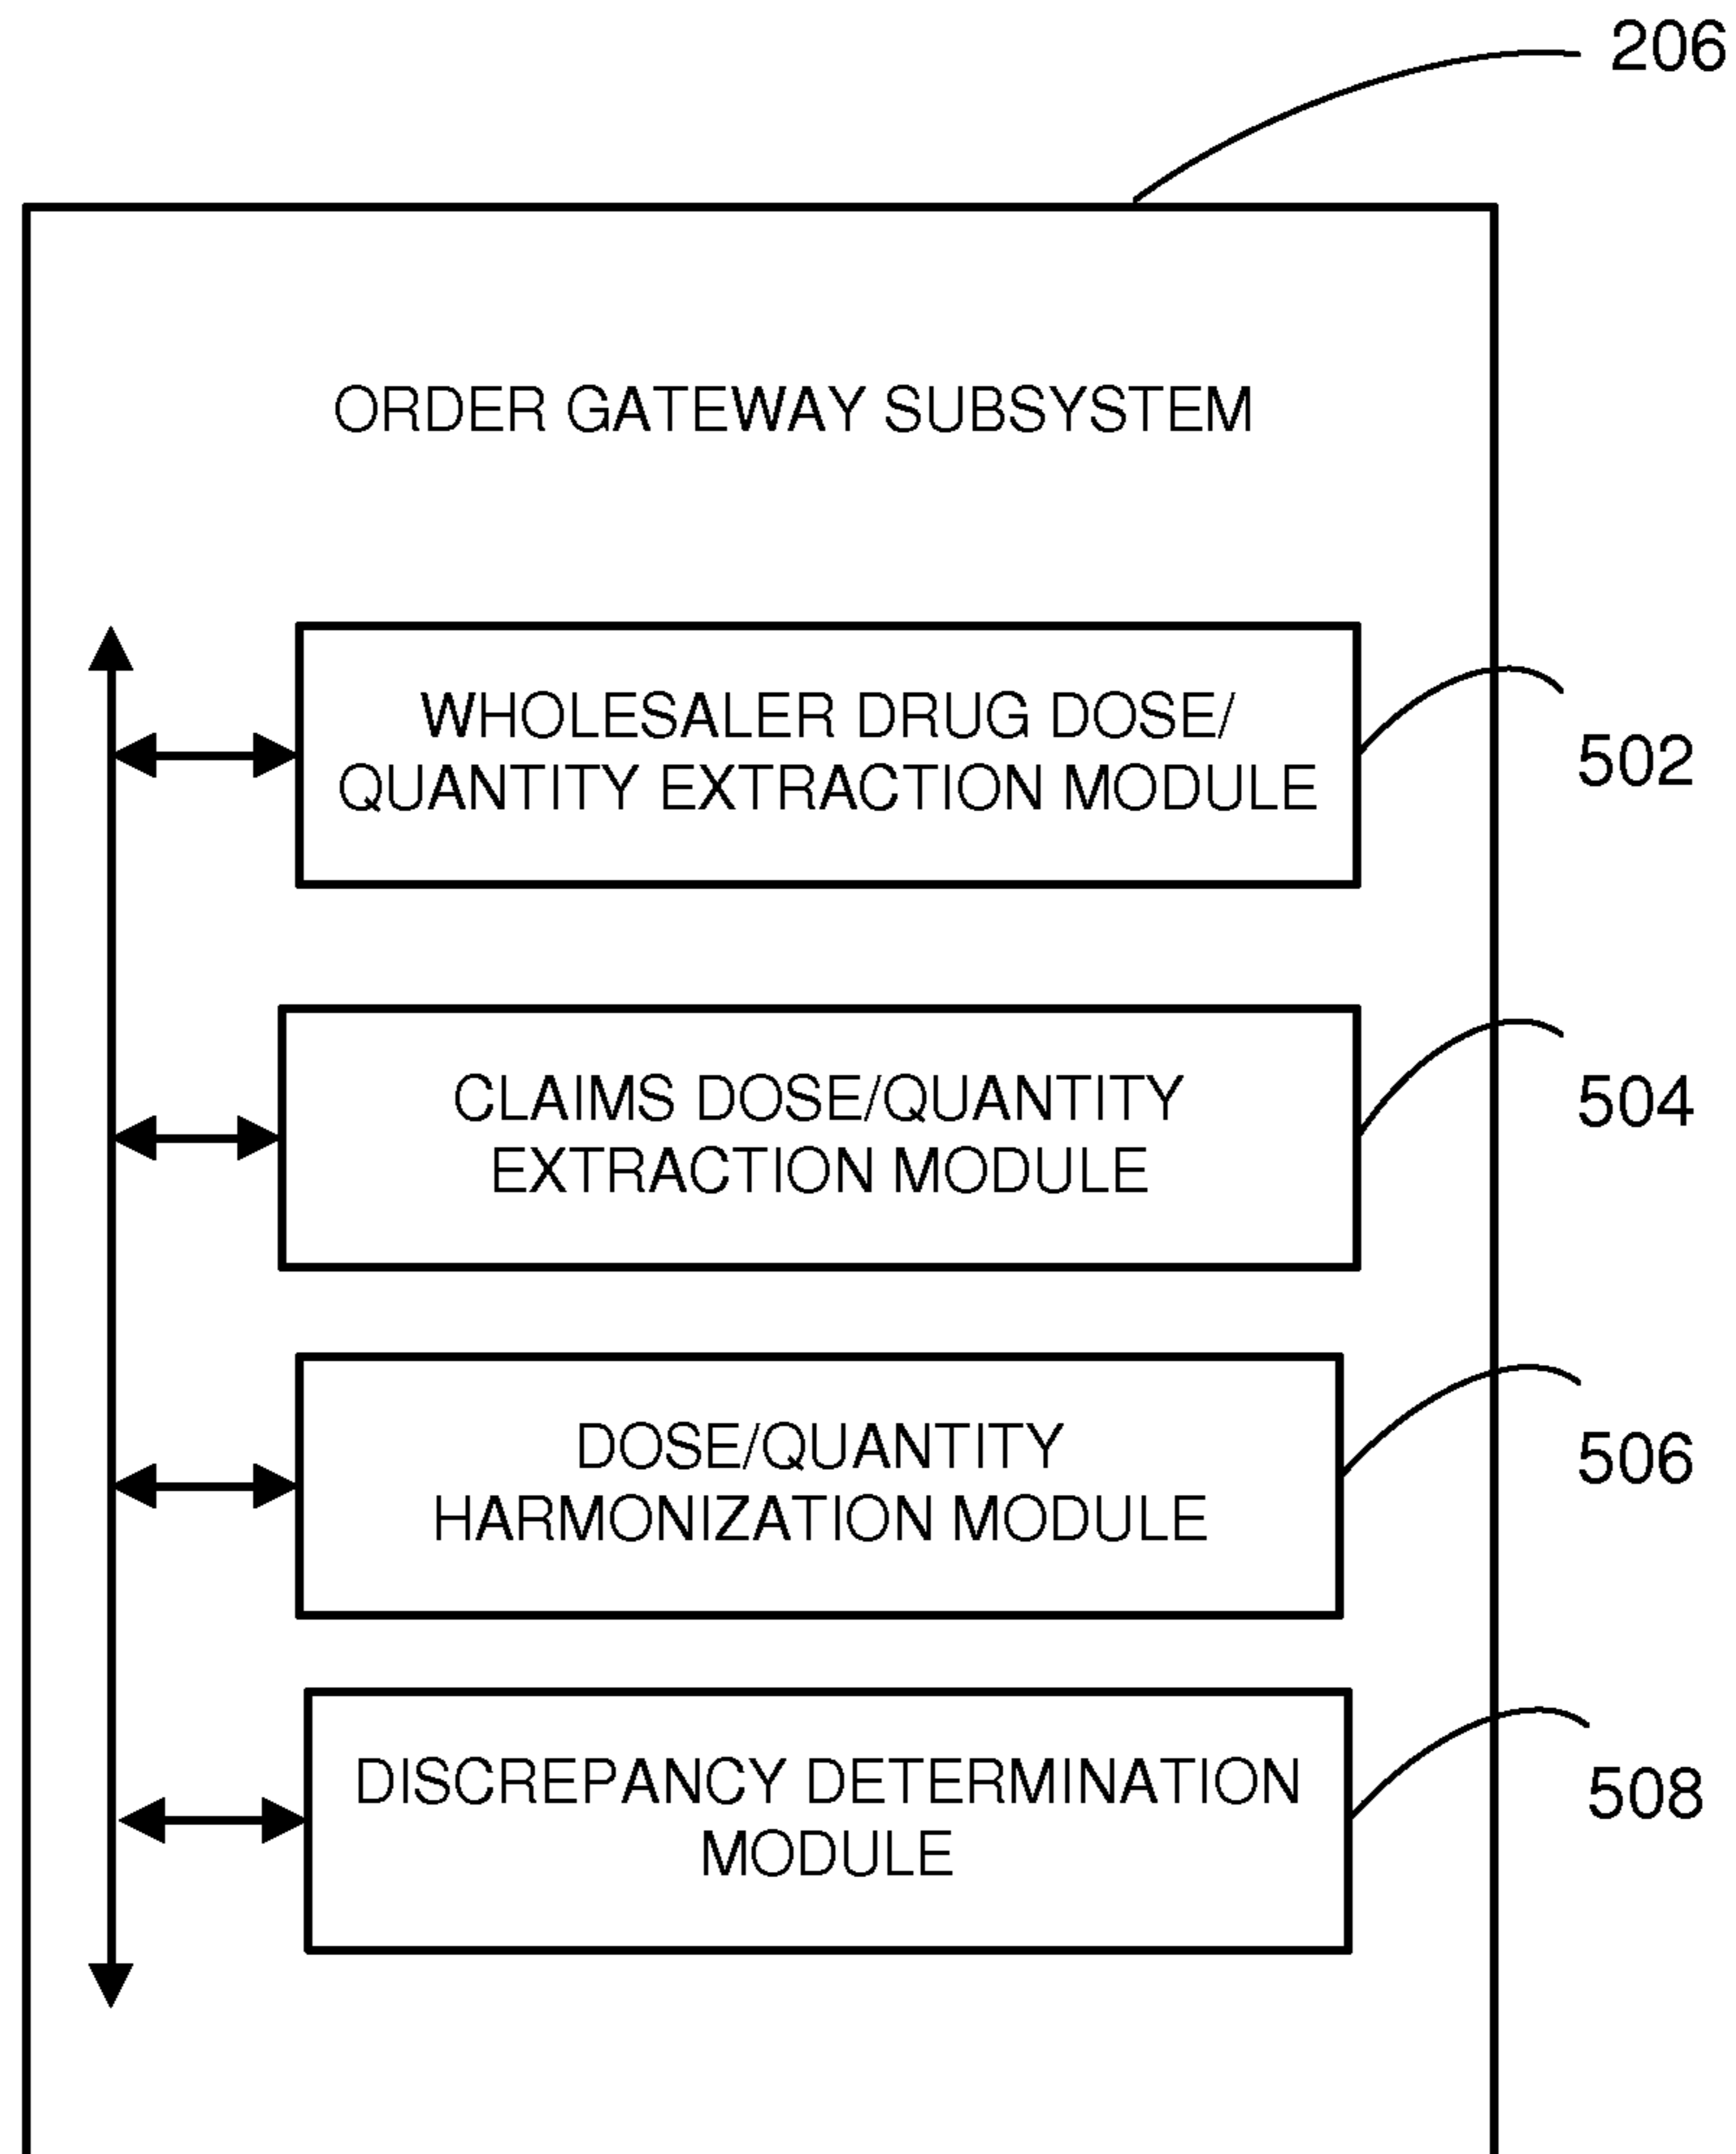 206
ORDER GATEWAY SUBSYSTEM
WHOLESALER DRUG DOSE/
QUANTITY EXTRACTION MODULE
502
CLAIMS DOSE/QUANTITY
EXTRACTION MODULE
504
DOSE/QUANTITY
HARMONIZATION MODULE
506
DISCREPANCY DETERMINATION
MODULE
508